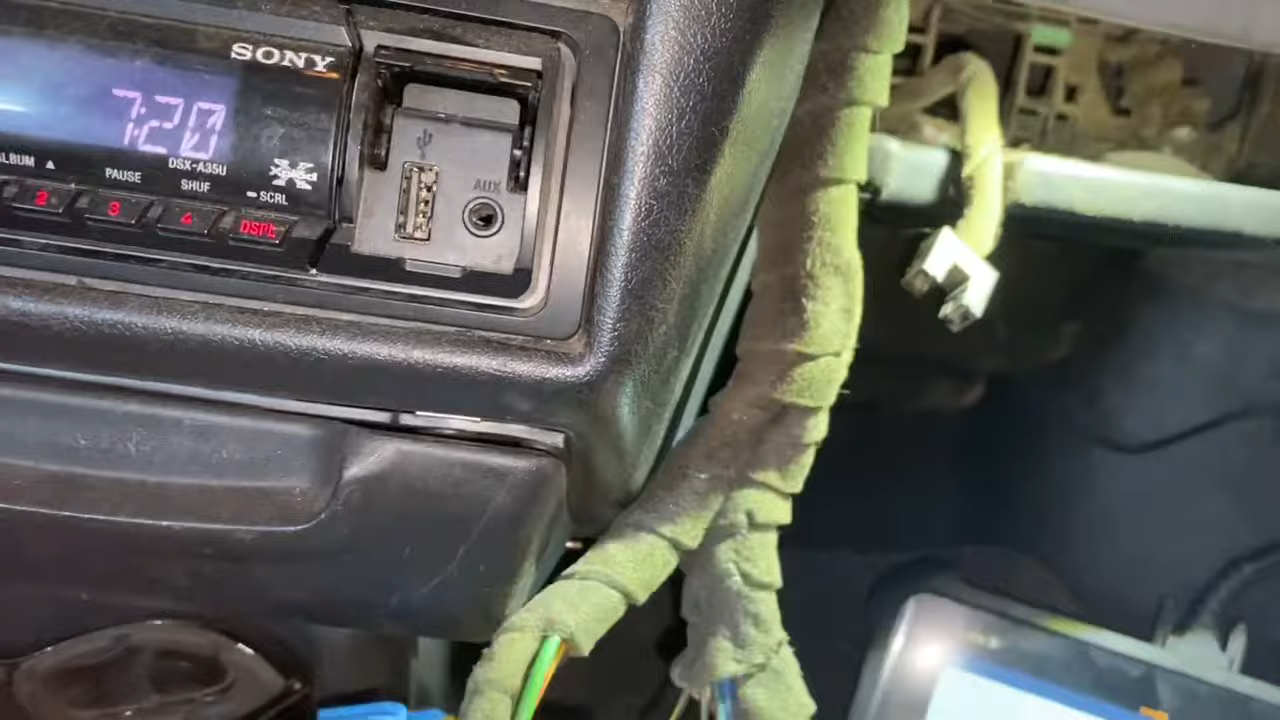 SONY
7:20
ALBUM ▲
PAUSE
DSX-A35U
SHUF
Xplod
SCRL
2
3
4
DSPL
AUX